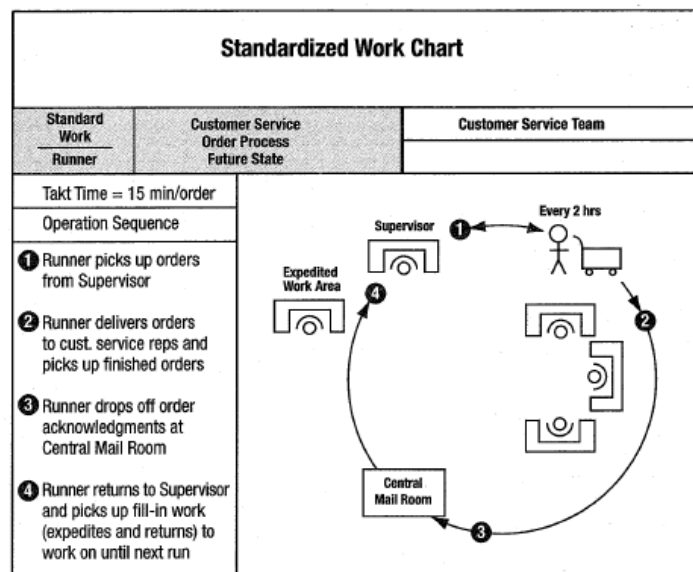 Standardized Work Chart
Standard
Work
Runner
Customer Service
Order Process
Future State
Customer Service Team
Takt Time = 15 min/order
Operation Sequence
1 Runner picks up orders
from Supervisor
2 Runner delivers orders
to cust. service reps and
picks up finished orders
3 Runner drops off order
acknowledgments at
Central Mail Room
4 Runner returns to Supervisor
and picks up fill-in work
(expedites and returns) to
work on until next run
Every 2 hrs
Supervisor
1
Expedited
Work Area
4
2
Central
Mail Room
3